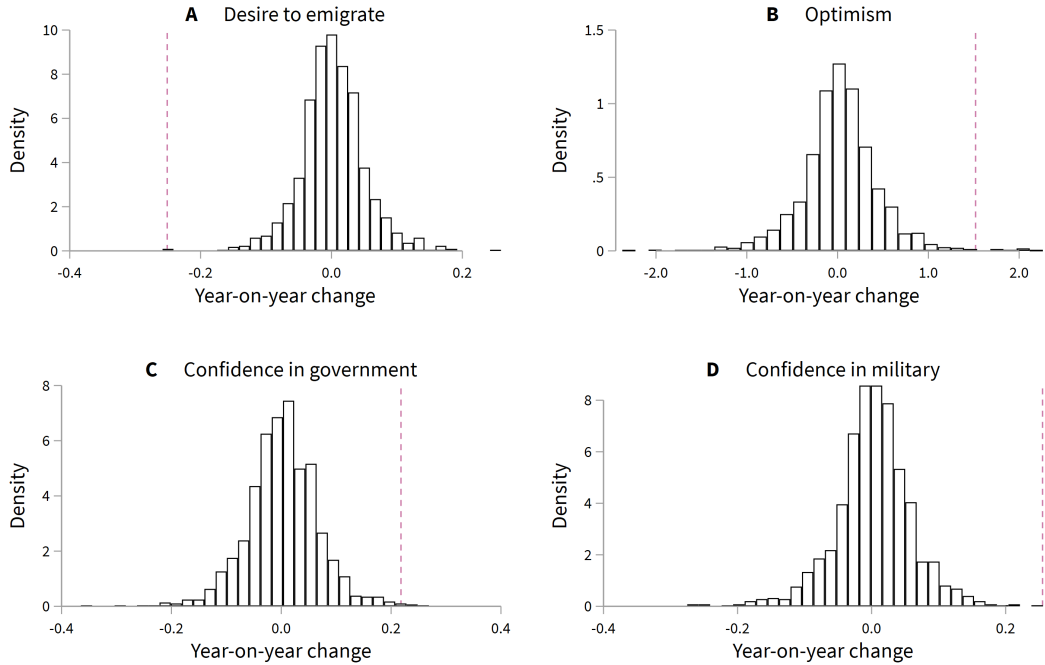 A Desire to emigrate
10
8
6
4
2
0
Density
-0.4 -0.2 0.0 0.2
Year-on-year change
B Optimism
1.5
1
.5
0
Density
-2.0 -1.0 0.0 1.0 2.0
Year-on-year change
C Confidence in government
8
6
4
2
0
Density
-0.4 -0.2 0.0 0.2 0.4
Year-on-year change
D Confidence in military
8
6
4
2
0
Density
-0.4 -0.2 0.0 0.2
Year-on-year change